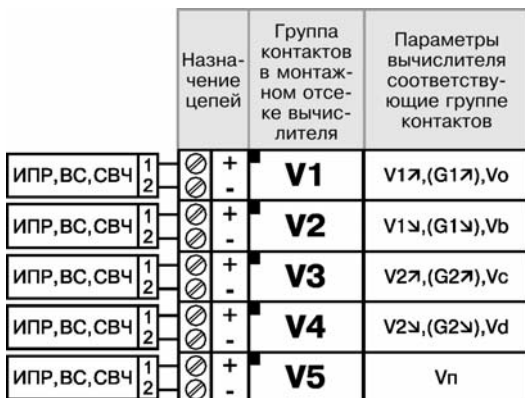 Назна-
чение
цепей
Группа
контактов
в монтаж-
ном отсе-
ке вычис-
лителя
Параметры
вычислителя
соответству-
ющие группе
контактов
ИПР,ВС,СВЧ 1 + V1 V1↗,(G1↗),Vo
2 -
ИПР,ВС,СВЧ 1 + V2 V1↘,(G1↘),Vb
2 -
ИПР,ВС,СВЧ 1 + V3 V2↗,(G2↗),Vc
2 -
ИПР,ВС,СВЧ 1 + V4 V2↘,(G2↘),Vd
2 -
ИПР,ВС,СВЧ 1 + V5 Vп
2 -